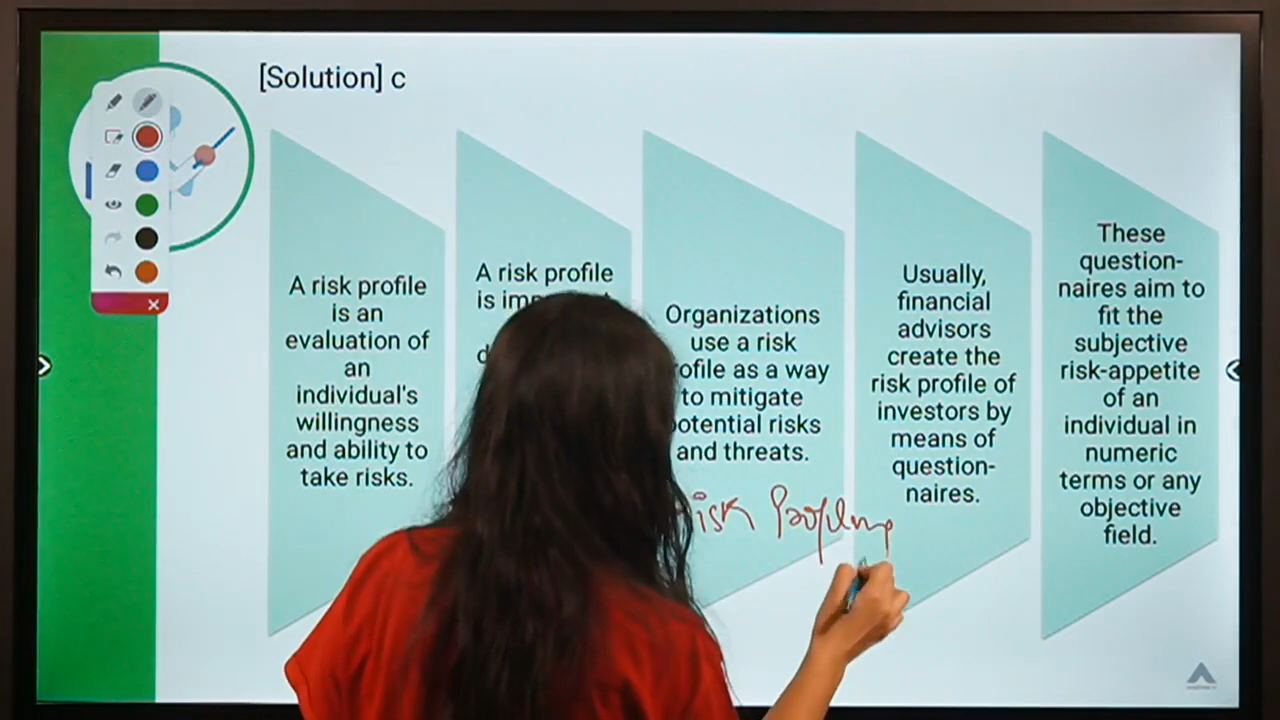 [Solution] c
A risk profile
is an
evaluation of
an
individual's
willingness
and ability to
take risks.
A risk profile
is
Organizations
use a risk
ofile as a way
to mitigate
potential risks
and threats.
Usually,
financial
advisors
create the
risk profile of
investors by
means of
question-
naires.
These
question-
naires aim to
fit the
subjective
risk-appetite
of an
individual in
numeric
terms or any
objective
field.
Risk Profiling